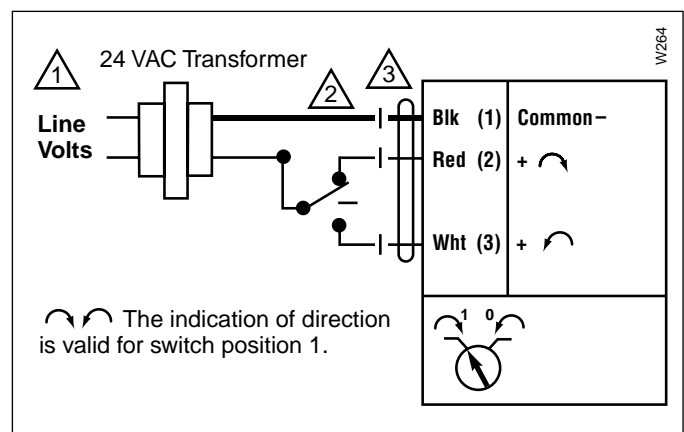 W264
1
24 VAC Transformer
2
3
Line
Volts
Blk (1) Common–
Red (2) +
Wht (3) +
The indication of direction
is valid for switch position 1.
1 0